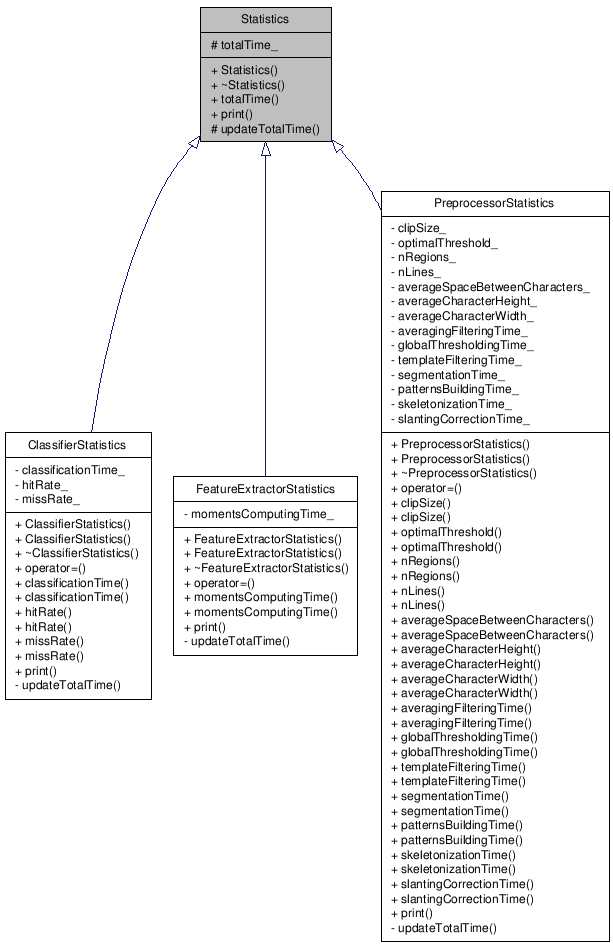 Statistics
# totalTime_
+ Statistics()
+ ~Statistics()
+ totalTime()
+ print()
# updateTotalTime()
PreprocessorStatistics
- clipSize_
- optimalThreshold_
- nRegions_
- nLines_
- averageSpaceBetweenCharacters_
- averageCharacterHeight_
- averageCharacterWidth_
- averagingFilteringTime_
- globalThresholdingTime_
- templateFilteringTime_
- segmentationTime_
- patternsBuildingTime_
- skeletonizationTime_
- slantingCorrectionTime_
+ PreprocessorStatistics()
+ PreprocessorStatistics()
+ ~PreprocessorStatistics()
+ operator=()
+ clipSize()
+ clipSize()
+ optimalThreshold()
+ optimalThreshold()
+ nRegions()
+ nRegions()
+ nLines()
+ nLines()
+ averageSpaceBetweenCharacters()
+ averageSpaceBetweenCharacters()
+ averageCharacterHeight()
+ averageCharacterHeight()
+ averageCharacterWidth()
+ averageCharacterWidth()
+ averagingFilteringTime()
+ averagingFilteringTime()
+ globalThresholdingTime()
+ globalThresholdingTime()
+ templateFilteringTime()
+ templateFilteringTime()
+ segmentationTime()
+ segmentationTime()
+ patternsBuildingTime()
+ patternsBuildingTime()
+ skeletonizationTime()
+ skeletonizationTime()
+ slantingCorrectionTime()
+ slantingCorrectionTime()
+ print()
- updateTotalTime()
ClassifierStatistics
- classificationTime_
- hitRate_
- missRate_
+ ClassifierStatistics()
+ ClassifierStatistics()
+ ~ClassifierStatistics()
+ operator=()
+ classificationTime()
+ classificationTime()
+ hitRate()
+ hitRate()
+ missRate()
+ missRate()
+ print()
- updateTotalTime()
FeatureExtractorStatistics
- momentsComputingTime_
+ FeatureExtractorStatistics()
+ FeatureExtractorStatistics()
+ ~FeatureExtractorStatistics()
+ operator=()
+ momentsComputingTime()
+ momentsComputingTime()
+ print()
- updateTotalTime()